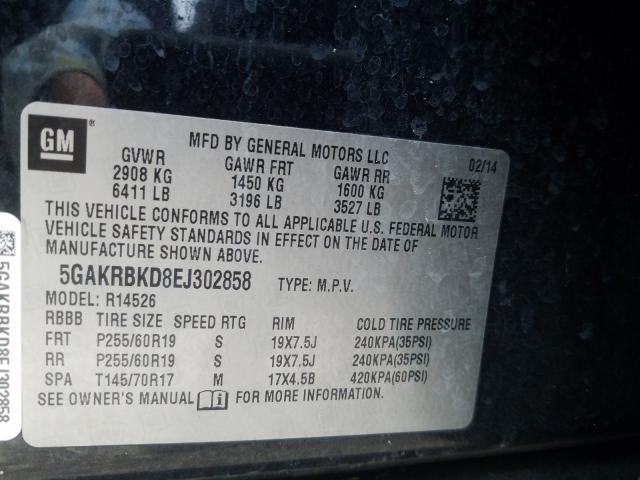 GM ®
MFD BY GENERAL MOTORS LLC 02/14
GVWR GAWR FRT GAWR RR
2908 KG 1450 KG 1600 KG
6411 LB 3196 LB 3527 LB
THIS VEHICLE CONFORMS TO ALL APPLICABLE U.S. FEDERAL MOTOR
VEHICLE SAFETY STANDARDS IN EFFECT ON THE DATE OF
MANUFACTURE SHOWN ABOVE.
5GAKRBKD8EJ302858 TYPE: M.P.V.
MODEL: R14526
RBBB TIRE SIZE SPEED RTG RIM COLD TIRE PRESSURE
FRT P255/60R19 S 19X7.5J 240KPA(35PSI)
RR P255/60R19 S 19X7.5J 240KPA(35PSI)
SPA T145/70R17 M 17X4.5B 420KPA(60PSI)
SEE OWNER'S MANUAL FOR MORE INFORMATION.
5GAKRBKD8EJ302858